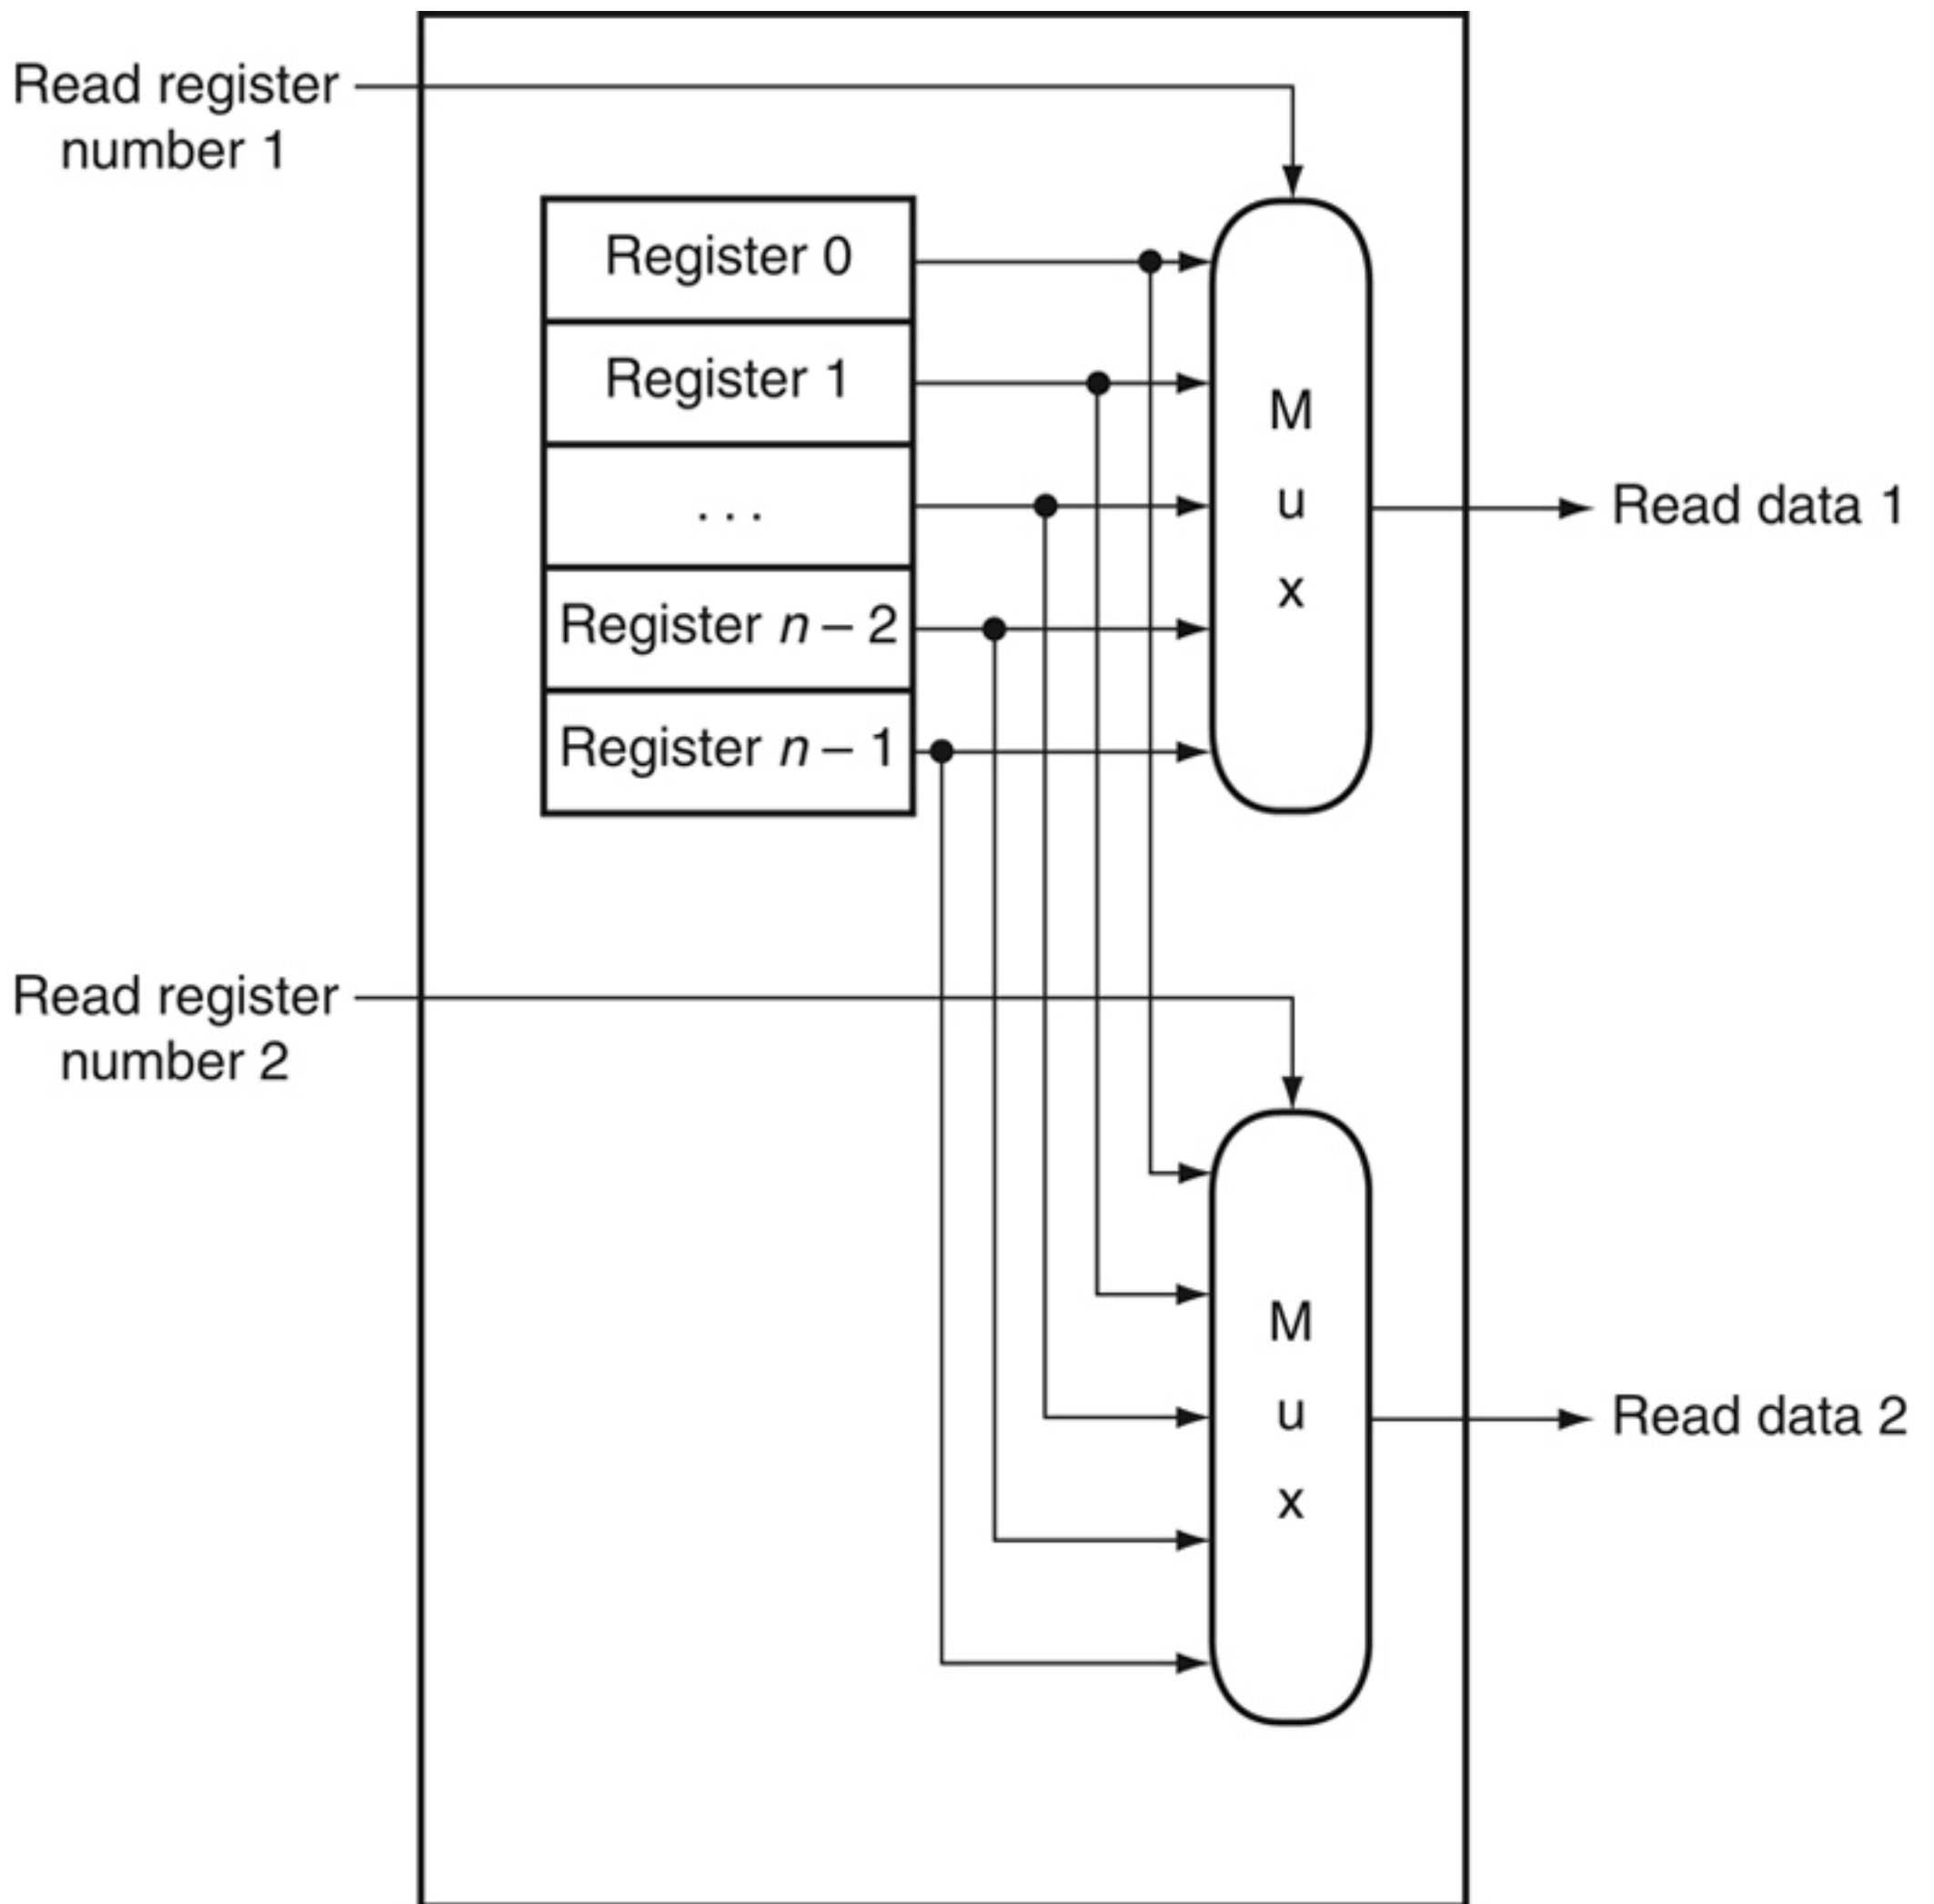 Read register
number 1
Register 0
Register 1
. . .
Register n – 2
Register n – 1
M
u
x
Read data 1
Read register
number 2
M
u
x
Read data 2